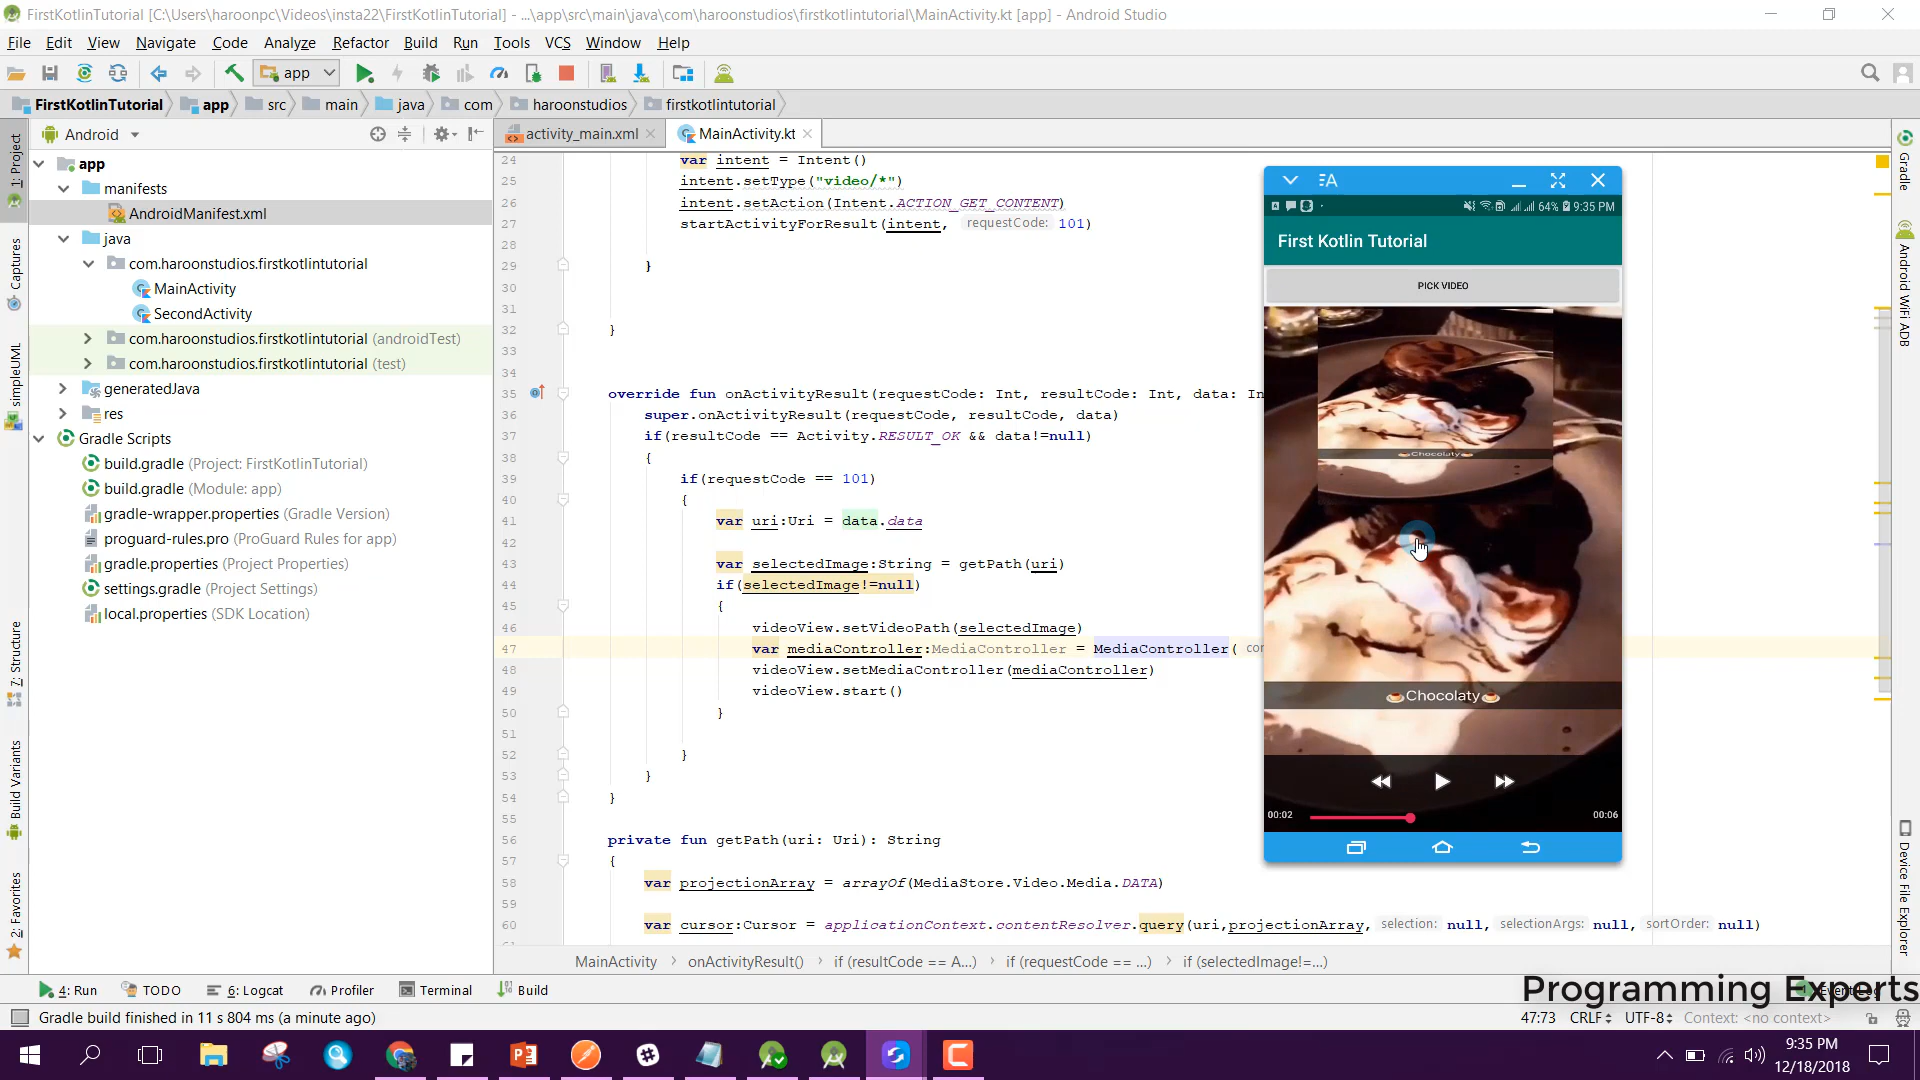 FirstKotlinTutorial [C:\Users\haroonpc\Videos\insta22\FirstKotlinTutorial] - ...\app\src\main\java\com\haroonstudios\firstkotlintutorial\MainActivity.kt [app] - Android Studio
File Edit View Navigate Code Analyze Refactor Build Run Tools VCS Window Help
app
FirstKotlinTutorial app src main java com haroonstudios firstkotlintutorial
Android
activity_main.xml MainActivity.kt
1: Project
Captures
simpleUML
7: Structure
Build Variants
2: Favorites
app
manifests
AndroidManifest.xml
java
com.haroonstudios.firstkotlintutorial
MainActivity
SecondActivity
com.haroonstudios.firstkotlintutorial (androidTest)
com.haroonstudios.firstkotlintutorial (test)
generatedJava
res
Gradle Scripts
build.gradle (Project: FirstKotlinTutorial)
build.gradle (Module: app)
gradle-wrapper.properties (Gradle Version)
proguard-rules.pro (ProGuard Rules for app)
gradle.properties (Project Properties)
settings.gradle (Project Settings)
local.properties (SDK Location)
24 var intent = Intent()
25 intent.setType("video/*")
26 intent.setAction(Intent.ACTION_GET_CONTENT)
27 startActivityForResult(intent, requestCode: 101)
28
29 }
30
31
32 }
33
34
35 override fun onActivityResult(requestCode: Int, resultCode: Int, data: In
36 super.onActivityResult(requestCode, resultCode, data)
37 if(resultCode == Activity.RESULT_OK && data!=null)
38 {
39 if(requestCode == 101)
40 {
41 var uri:Uri = data.data
42
43 var selectedImage:String = getPath(uri)
44 if(selectedImage!=null)
45 {
46 videoView.setVideoPath(selectedImage)
47 var mediaController:MediaController = MediaController( cor
48 videoView.setMediaController(mediaController)
49 videoView.start()
50 }
51
52 }
53 }
54 }
55
56 private fun getPath(uri: Uri): String
57 {
58 var projectionArray = arrayOf(MediaStore.Video.Media.DATA)
59
60 var cursor:Cursor = applicationContext.contentResolver.query(uri,projectionArray, selection: null, selectionArgs: null, sortOrder: null)
64% 9:35 PM
First Kotlin Tutorial
PICK VIDEO
Chocolaty
Chocolaty
00:02 00:06
Gradle
Android WiFi ADB
Device File Explorer
MainActivity onActivityResult() if (resultCode == A...) if (requestCode == ...) if (selectedImage!=...)
4: Run TODO 6: Logcat Profiler Terminal Build
Programming Experts
Gradle build finished in 11 s 804 ms (a minute ago)
47:73 CRLF UTF-8 Context: <no context>
9:35 PM
12/18/2018